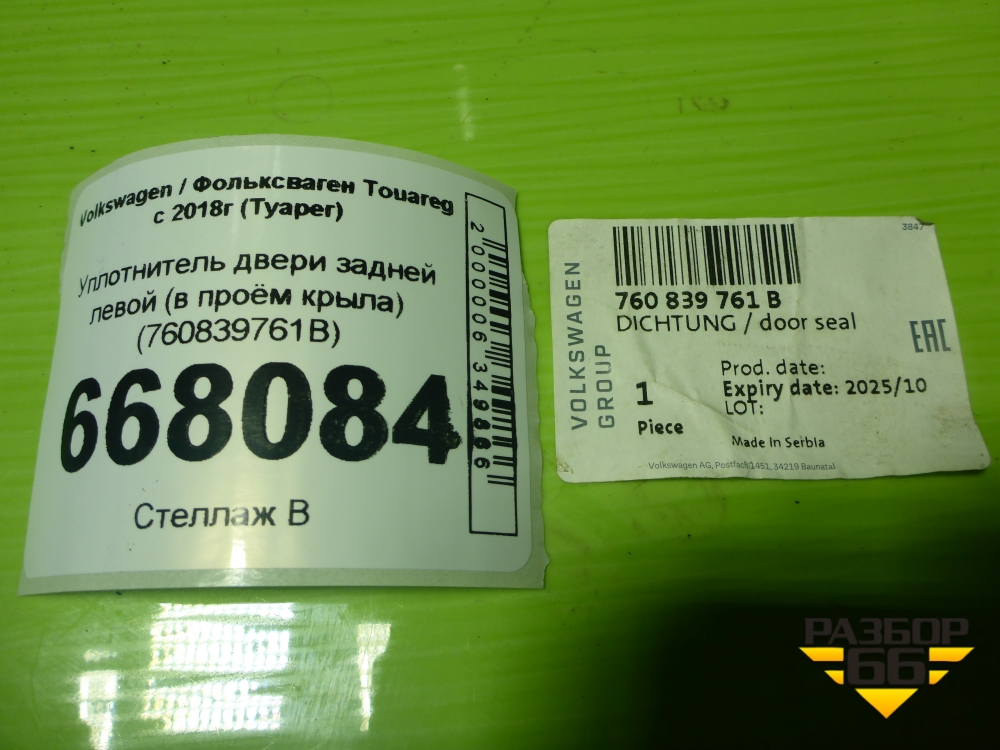 Volkswagen / Фольксваген Touareg
с 2018г (Туарег)
Уплотнитель двери задней
левой (в проём крыла)
(760839761B)
668084
Стеллаж В
2000006349886
3847
VOLKSWAGEN
GROUP
760 839 761 B
DICHTUNG / door seal
EAC
1
Piece
Prod. date:
Expiry date: 2025/10
LOT:
Made In Serbia
Volkswagen AG, Postfach 1451, 34219 Baunatal
РАЗБОР
66